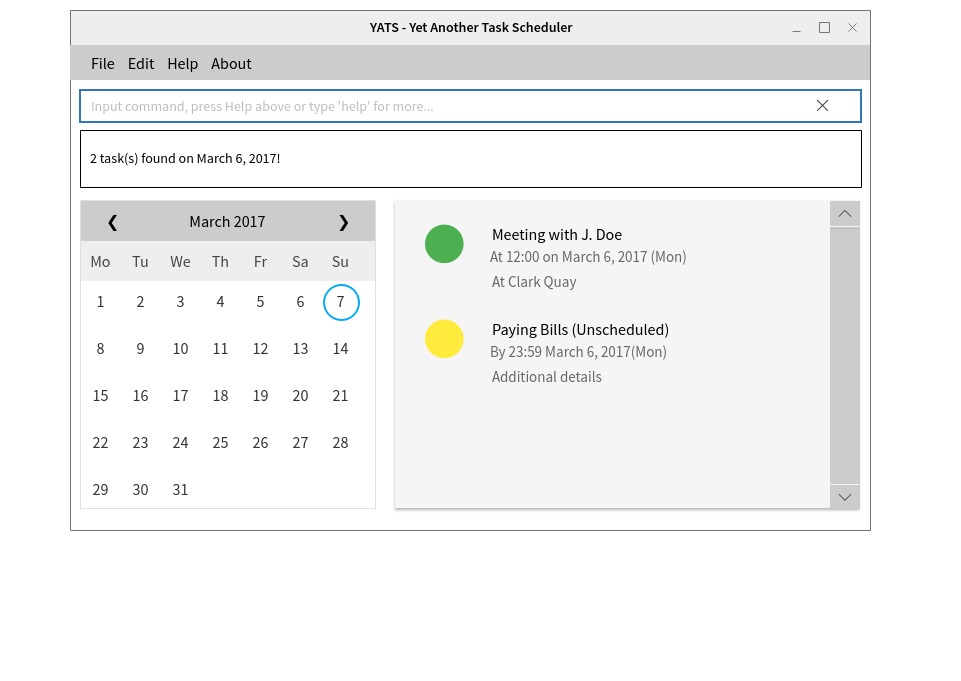 YATS - Yet Another Task Scheduler
File Edit Help About
Input command, press Help above or type 'help' for more...
2 task(s) found on March 6, 2017!
❮ March 2017 ❯
Mo Tu We Th Fr Sa Su
1 2 3 4 5 6 7
8 9 10 11 12 13 14
15 16 17 18 19 20 21
22 23 24 25 26 27 28
29 30 31
Meeting with J. Doe
At 12:00 on March 6, 2017 (Mon)
At Clark Quay
Paying Bills (Unscheduled)
By 23:59 March 6, 2017(Mon)
Additional details